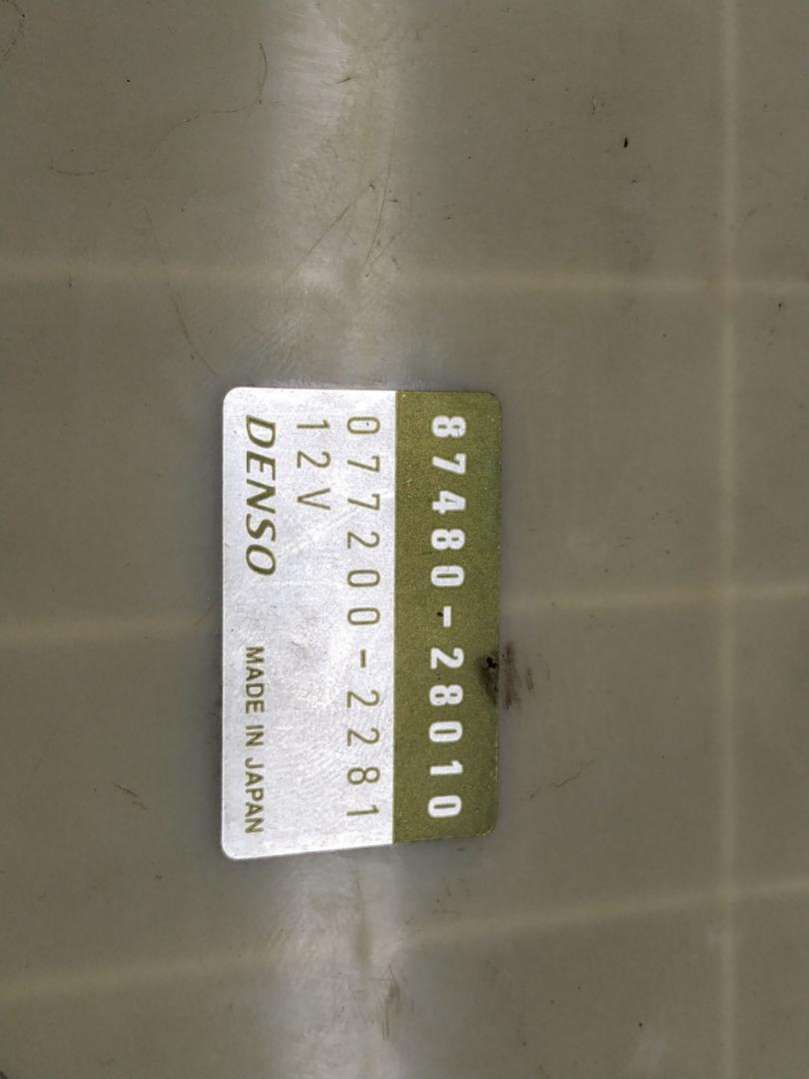 87480-28010
077200-2281
12V
DENSO MADE IN JAPAN